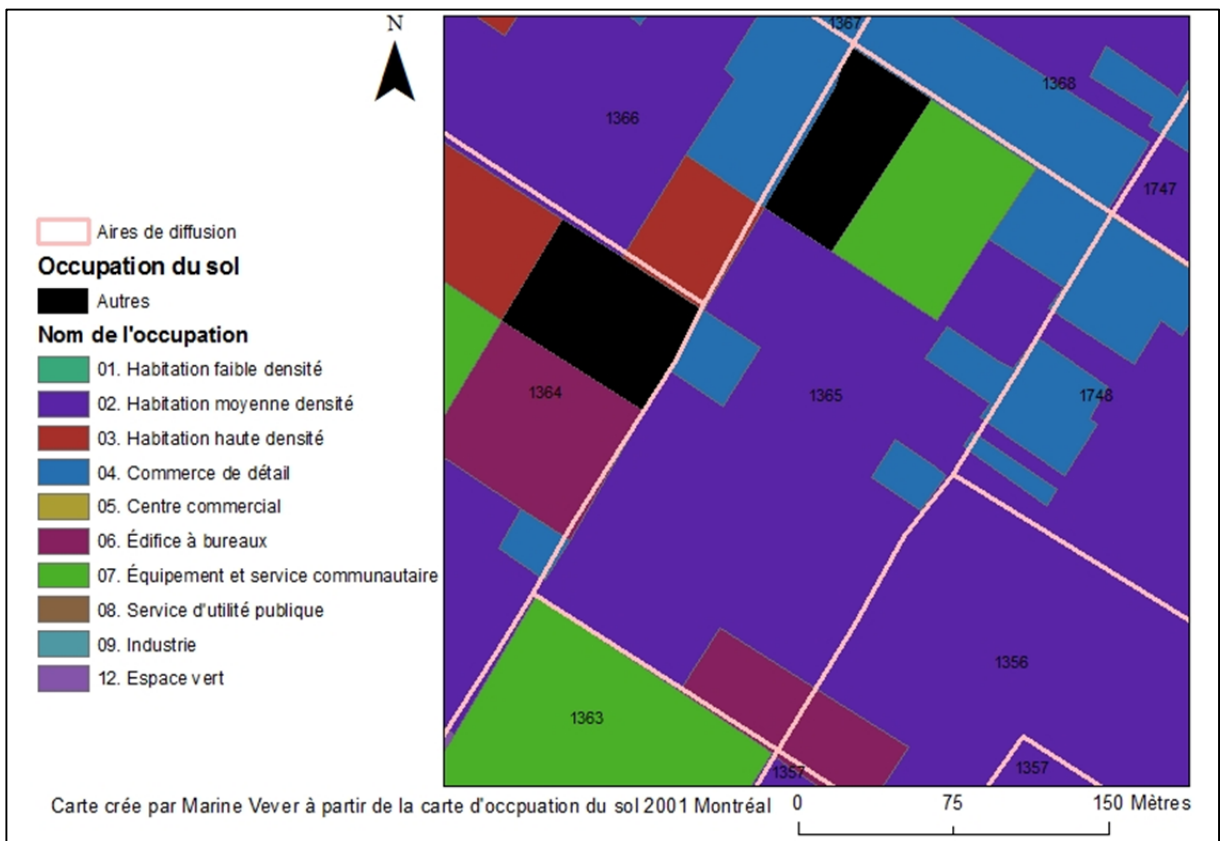 N
1367
1368
1366
1747
Aires de diffusion
Occupation du sol
Autres
Nom de l'occupation
01. Habitation faible densité
02. Habitation moyenne densité
03. Habitation haute densité
04. Commerce de détail
05. Centre commercial
06. Édifice à bureaux
07. Équipement et service communautaire
08. Service d'utilité publique
09. Industrie
12. Espace vert
1364
1365
1748
1356
1363
1357
1357
Carte crée par Marine Vever à partir de la carte d'occpuation du sol 2001 Montréal
0 75 150 Mètres